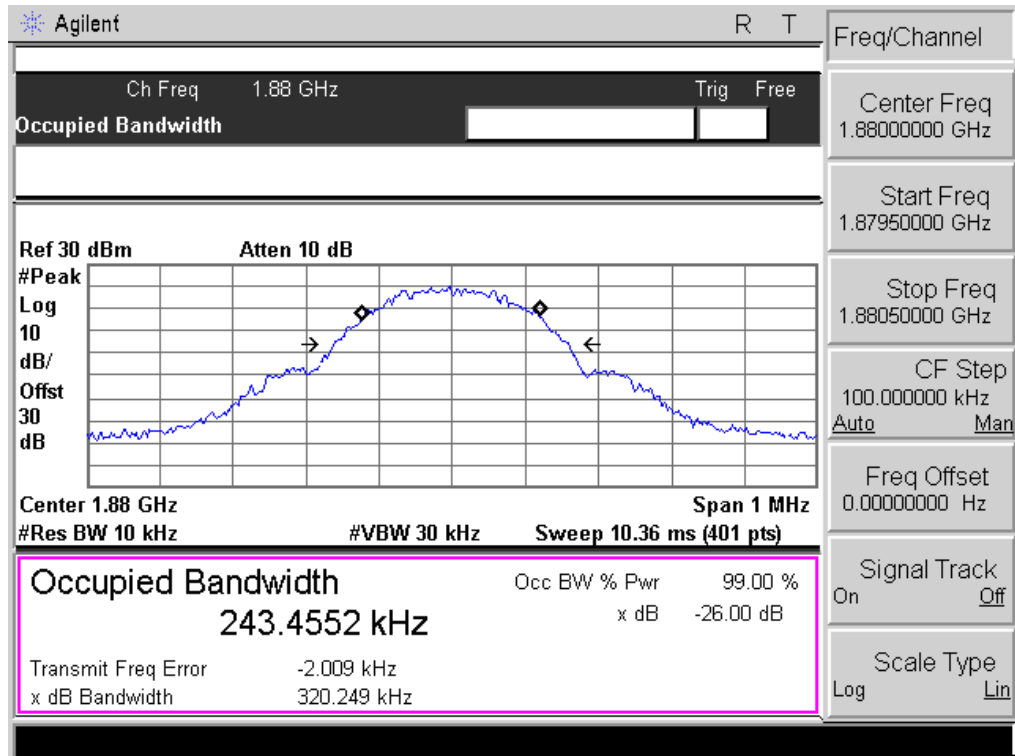 Agilent
R T
Ch Freq 1.88 GHz Trig Free
Occupied Bandwidth
Ref 30 dBm Atten 10 dB
#Peak
Log
10
dB/
Offst
30
dB
Center 1.88 GHz Span 1 MHz
#Res BW 10 kHz #VBW 30 kHz Sweep 10.36 ms (401 pts)
Occupied Bandwidth
243.4552 kHz
Occ BW % Pwr 99.00 %
x dB -26.00 dB
Transmit Freq Error -2.009 kHz
x dB Bandwidth 320.249 kHz
Freq/Channel
Center Freq
1.88000000 GHz
Start Freq
1.87950000 GHz
Stop Freq
1.88050000 GHz
CF Step
100.000000 kHz
Auto Man
Freq Offset
0.00000000 Hz
Signal Track
On Off
Scale Type
Log Lin